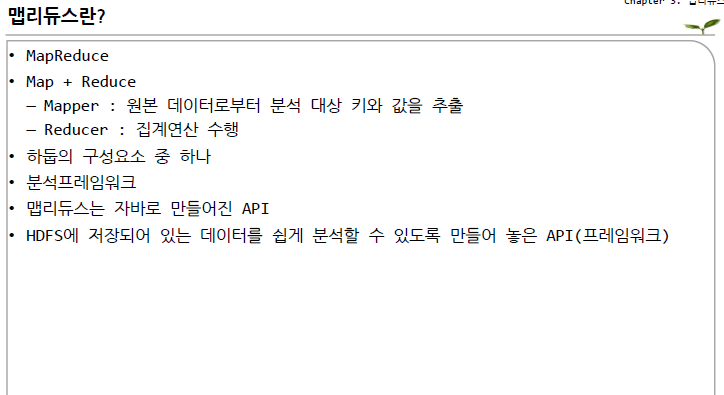 Chapter 3. 맵리듀스
맵리듀스란?
• MapReduce
• Map + Reduce
– Mapper : 원본 데이터로부터 분석 대상 키와 값을 추출
– Reducer : 집계연산 수행
• 하둡의 구성요소 중 하나
• 분석프레임워크
• 맵리듀스는 자바로 만들어진 API
• HDFS에 저장되어 있는 데이터를 쉽게 분석할 수 있도록 만들어 놓은 API(프레임워크)